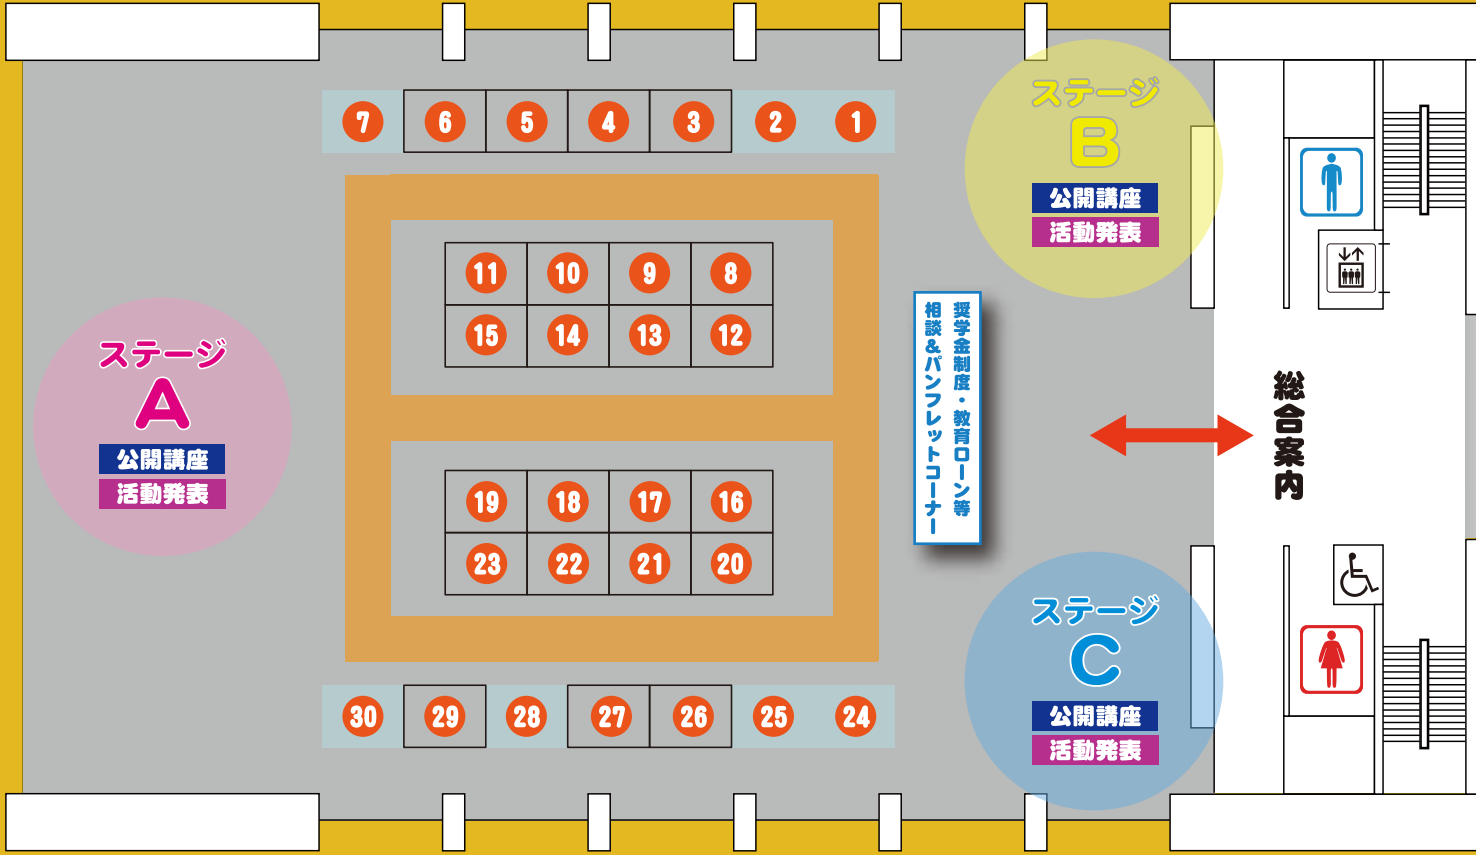 7
6
5
4
3
2
1
ステージ
B
公開講座
活動発表
11
10
9
8
15
14
13
12
ステージ
A
公開講座
活動発表
奨学金制度・教育ローン等
相談&パンフレットコーナー
総合案内
19
18
17
16
23
22
21
20
ステージ
C
公開講座
活動発表
30
29
28
27
26
25
24